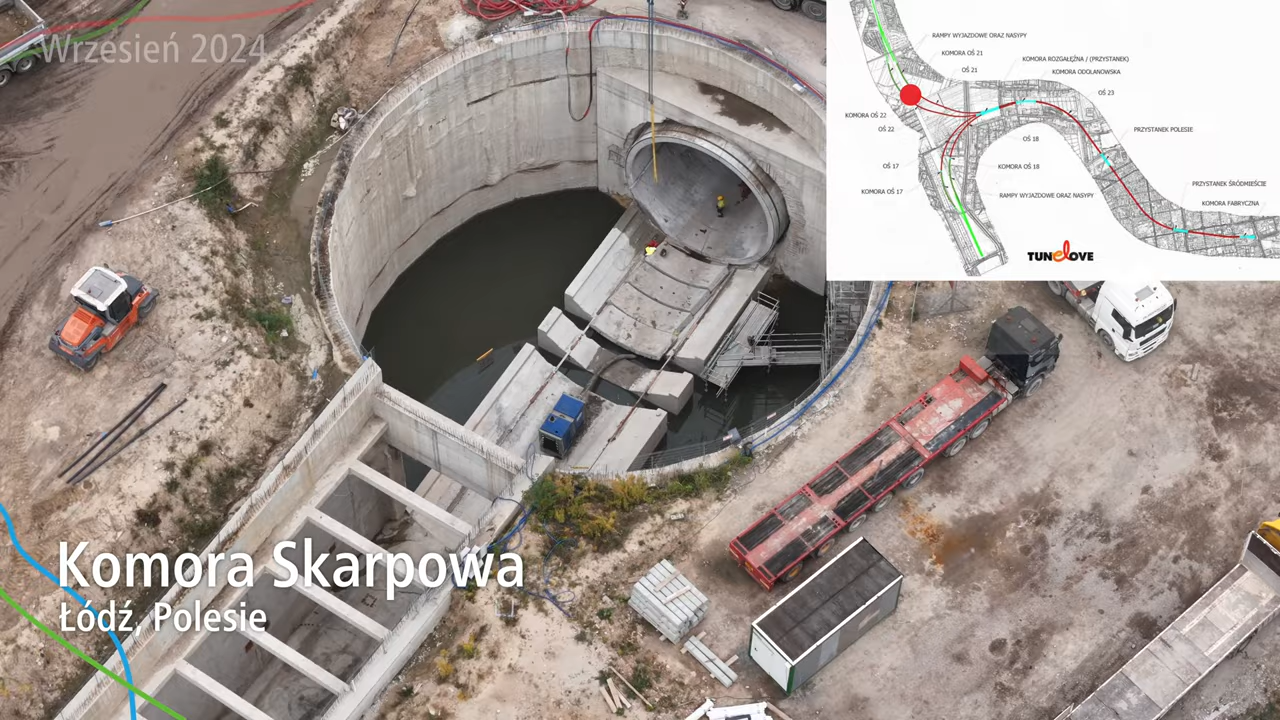 Wrzesień 2024
RAMPY WYJAZDOWE ORAZ NASYPY
KOMORA OŚ 21
OŚ 21
KOMORA ROZGAŁĘŹNA / (PRZYSTANEK)
KOMORA ODOLANOWSKA
OŚ 23
KOMORA OŚ 22
OŚ 22
PRZYSTANEK POLESIE
OŚ 18
OŚ 17
KOMORA OŚ 18
KOMORA OŚ 17
RAMPY WYJAZDOWE ORAZ NASYPY
PRZYSTANEK ŚRÓDMIEŚCIE
KOMORA FABRYCZNA
TUNELOVE
Komora Skarpowa
Łódź, Polesie